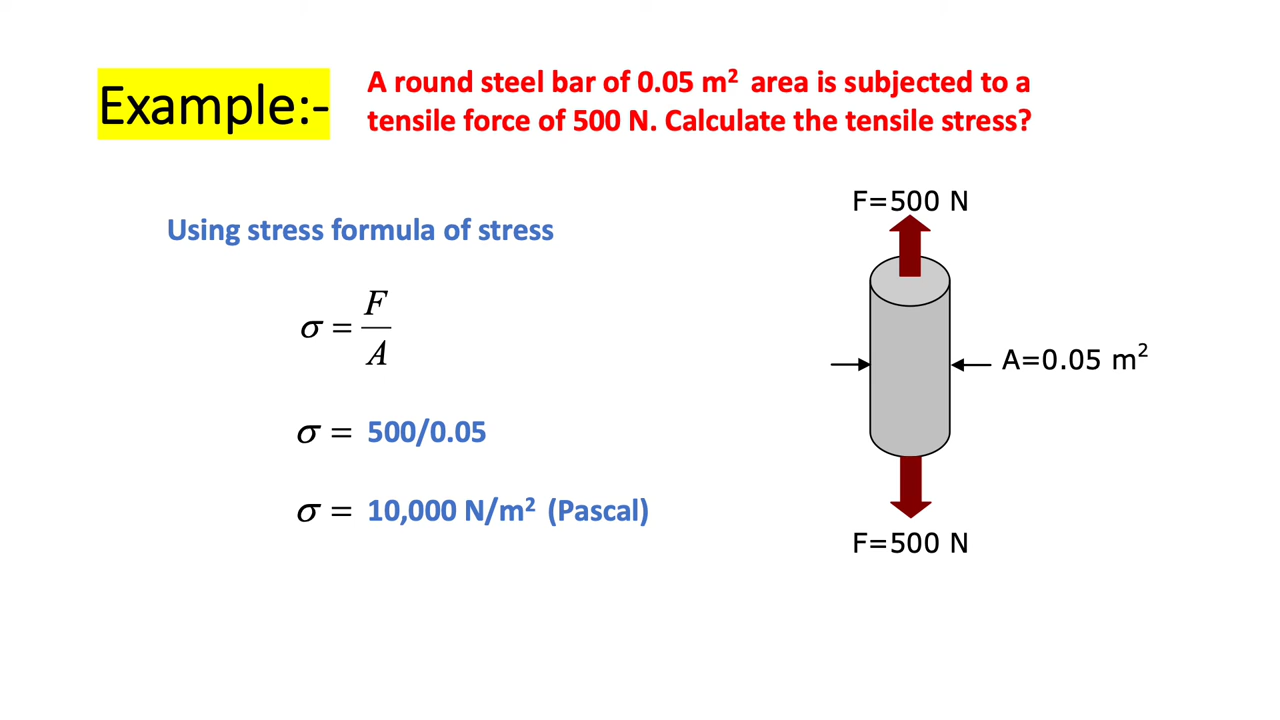 Example:-
A round steel bar of 0.05 m² area is subjected to a
tensile force of 500 N. Calculate the tensile stress?
Using stress formula of stress
σ = F/A
σ = 500/0.05
σ = 10,000 N/m² (Pascal)
F=500 N
A=0.05 m²
F=500 N